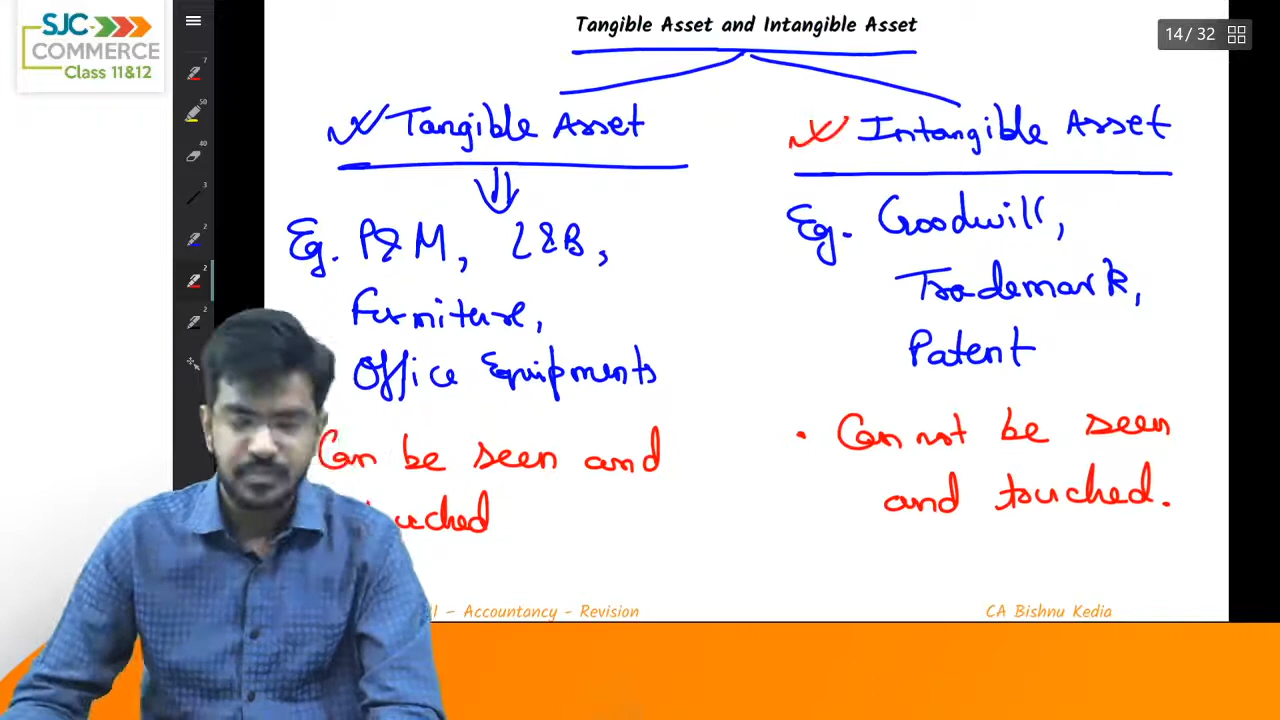 SJC
COMMERCE
Class 11&12
Tangible Asset and Intangible Asset
14 / 32
Tangible Asset
Eg. P&M, L&B,
Furniture,
Office Equipments
Can be seen and
touched
Intangible Asset
Eg. Goodwill,
Trademark,
Patent
. Cannot be seen
and touched.
– Accountancy - Revision
CA Bishnu Kedia